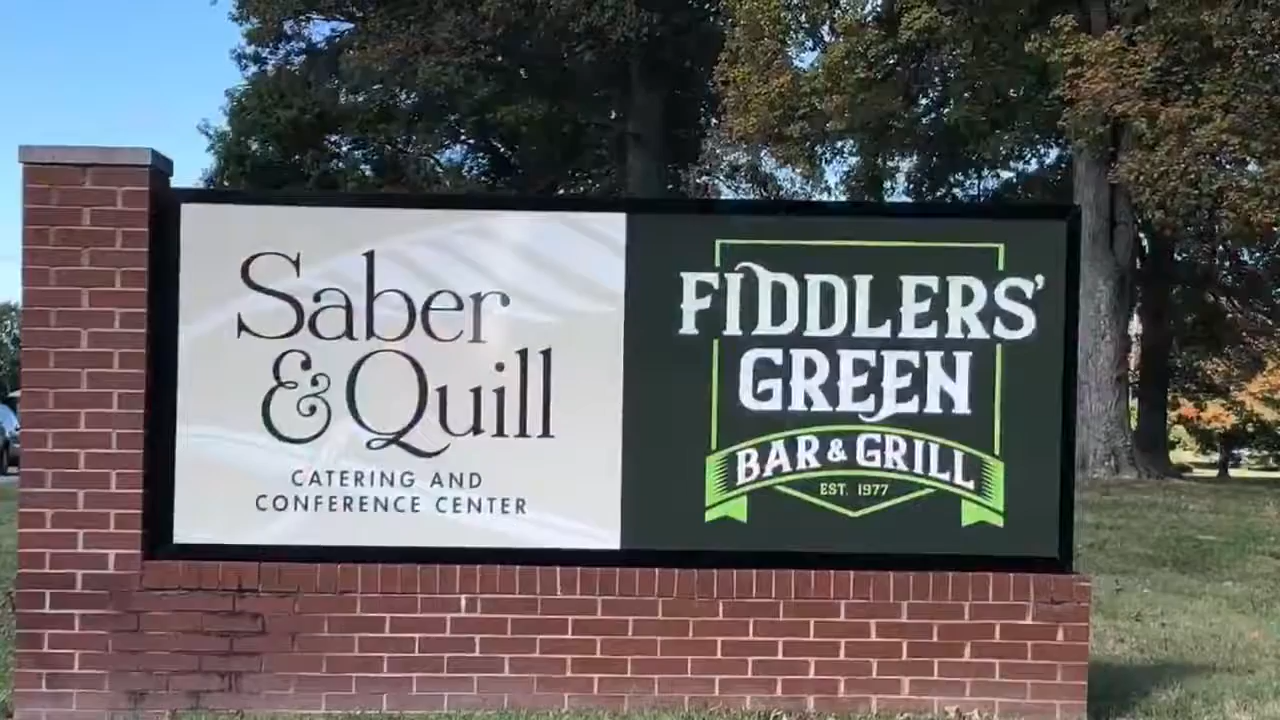 Saber
& Quill
CATERING AND
CONFERENCE CENTER
FIDDLERS'
GREEN
BAR & GRILL
EST. 1977